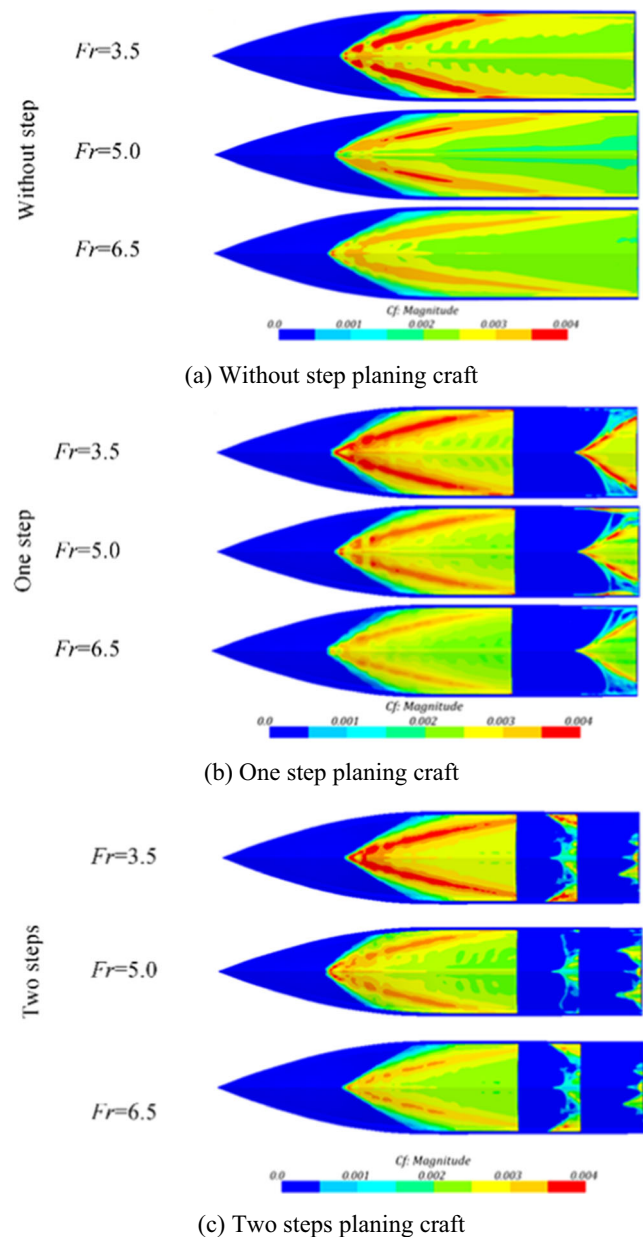 Without step
Fr=3.5
Fr=5.0
Fr=6.5
Cf: Magnitude
0.0 0.001 0.002 0.003 0.004
(a) Without step planing craft
One step
Fr=3.5
Fr=5.0
Fr=6.5
Cf: Magnitude
0.0 0.001 0.002 0.003 0.004
(b) One step planing craft
Two steps
Fr=3.5
Fr=5.0
Fr=6.5
Cf: Magnitude
0.0 0.001 0.002 0.003 0.004
(c) Two steps planing craft